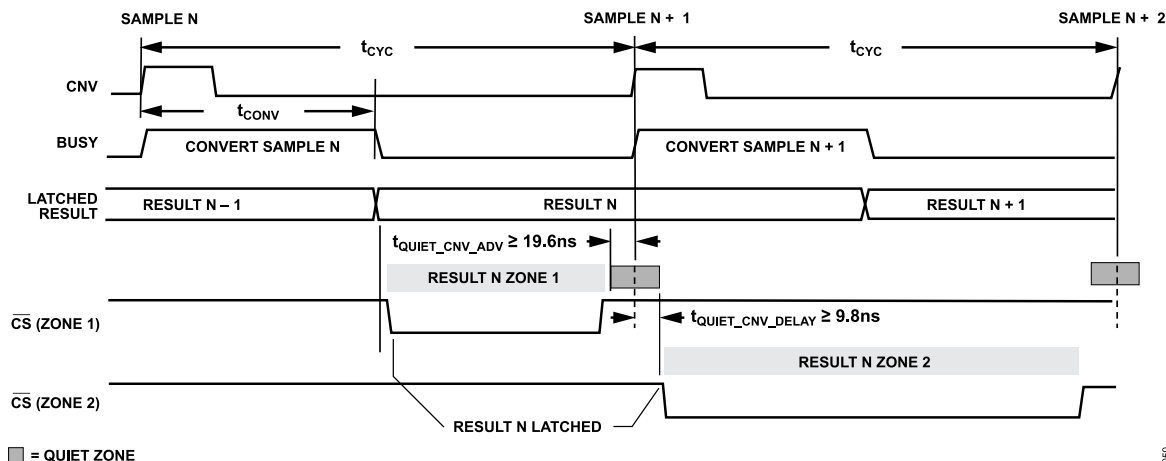 SAMPLE N
SAMPLE N + 1
SAMPLE N + 2
tCYC
tCYC
CNV
tCONV
BUSY
CONVERT SAMPLE N
CONVERT SAMPLE N + 1
LATCHED
RESULT
RESULT N – 1
RESULT N
RESULT N + 1
tQUIET_CNV_ADV ≥ 19.6ns
RESULT N ZONE 1
CS (ZONE 1)
tQUIET_CNV_DELAY ≥ 9.8ns
RESULT N ZONE 2
CS (ZONE 2)
RESULT N LATCHED
= QUIET ZONE